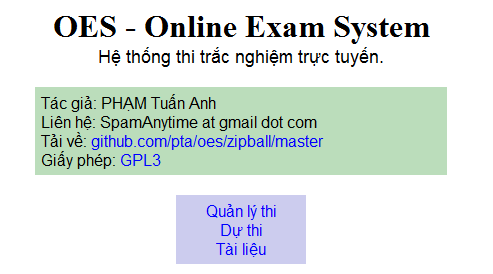 OES - Online Exam System
Hệ thống thi trắc nghiệm trực tuyến.
Tác giả: PHẠM Tuấn Anh
Liên hệ: SpamAnytime at gmail dot com
Tải về: github.com/pta/oes/zipball/master
Giấy phép: GPL3
Quản lý thi
Dự thi
Tài liệu